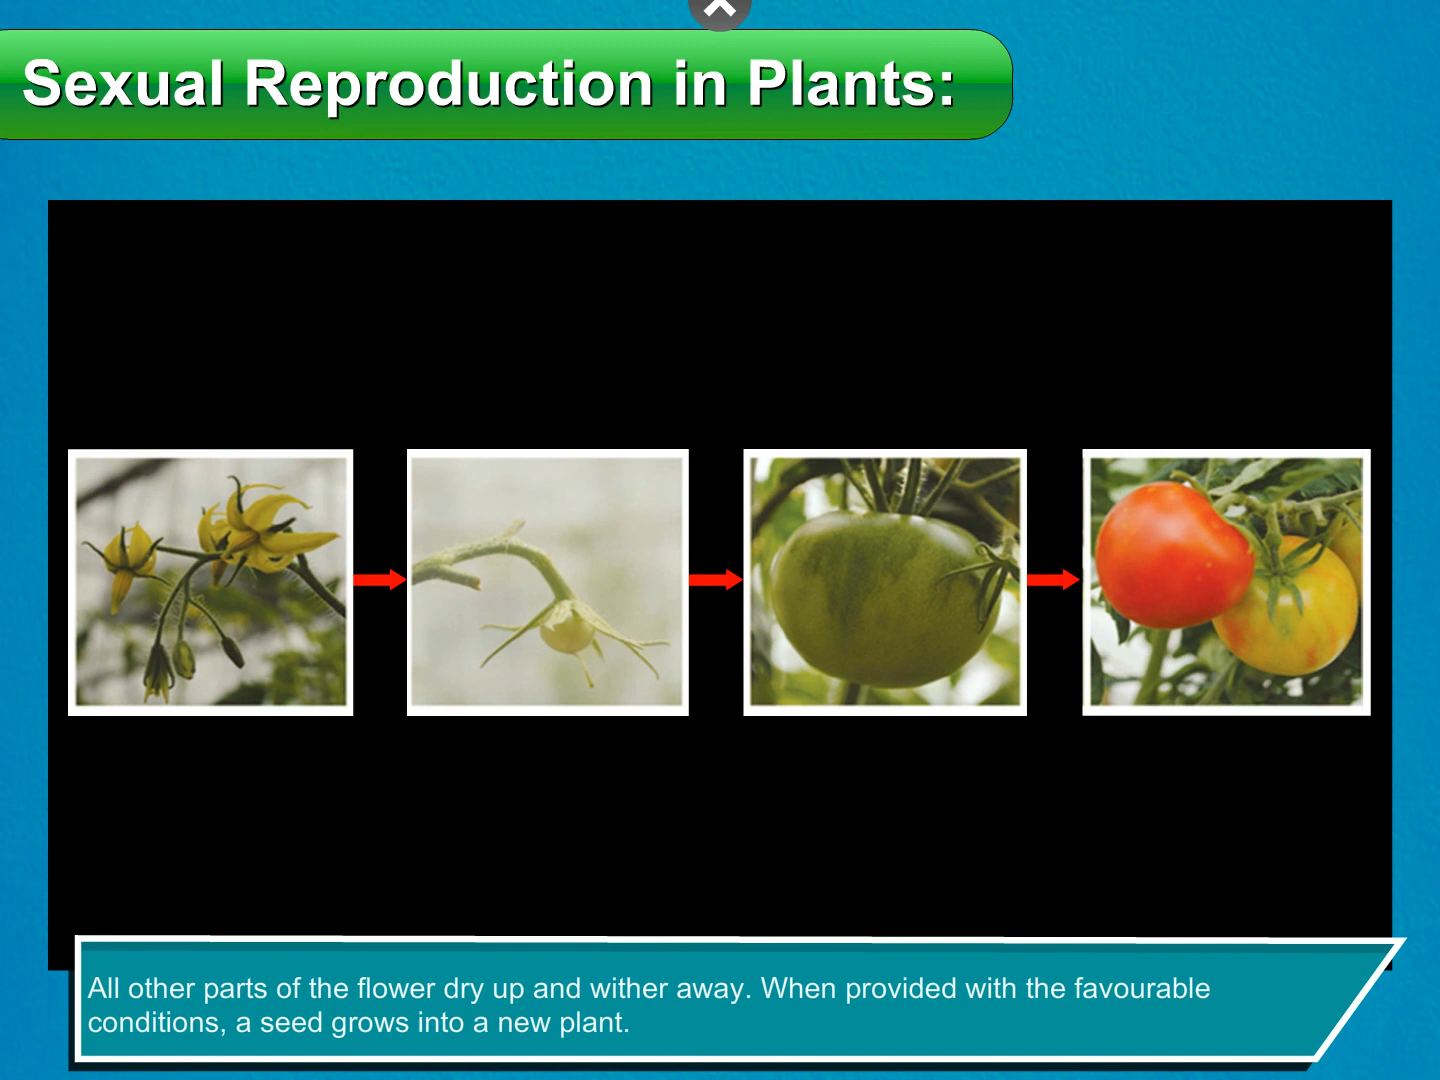 Sexual Reproduction in Plants:
All other parts of the flower dry up and wither away. When provided with the favourable
conditions, a seed grows into a new plant.